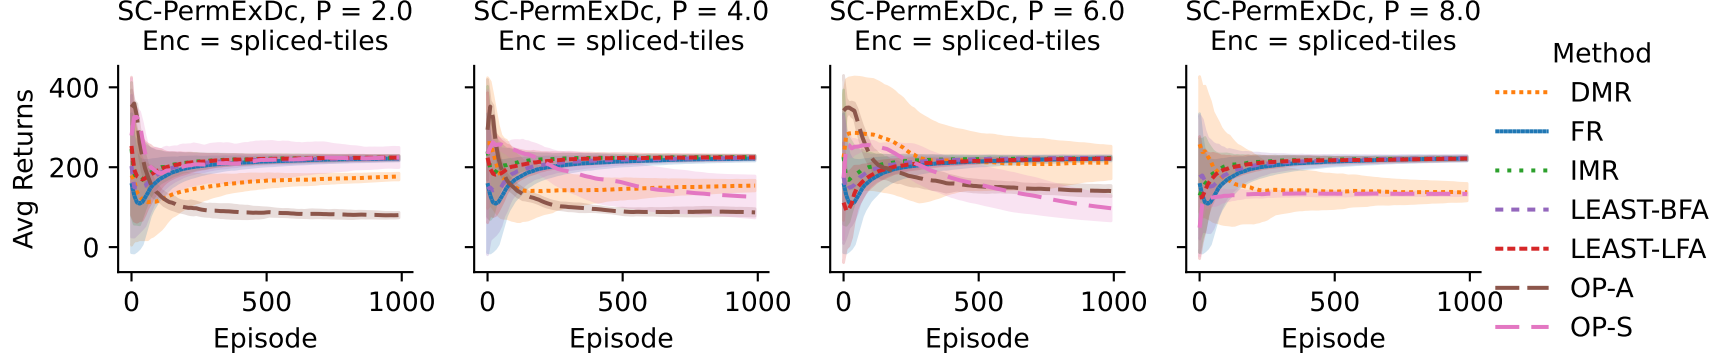 SC-PermExDc, P = 2.0
Enc = spliced-tiles
SC-PermExDc, P = 4.0
Enc = spliced-tiles
SC-PermExDc, P = 6.0
Enc = spliced-tiles
SC-PermExDc, P = 8.0
Enc = spliced-tiles
Avg Returns
400
200
0
0 500 1000
0 500 1000
0 500 1000
0 500 1000
Episode
Episode
Episode
Episode
Method
DMR
FR
IMR
LEAST-BFA
LEAST-LFA
OP-A
OP-S